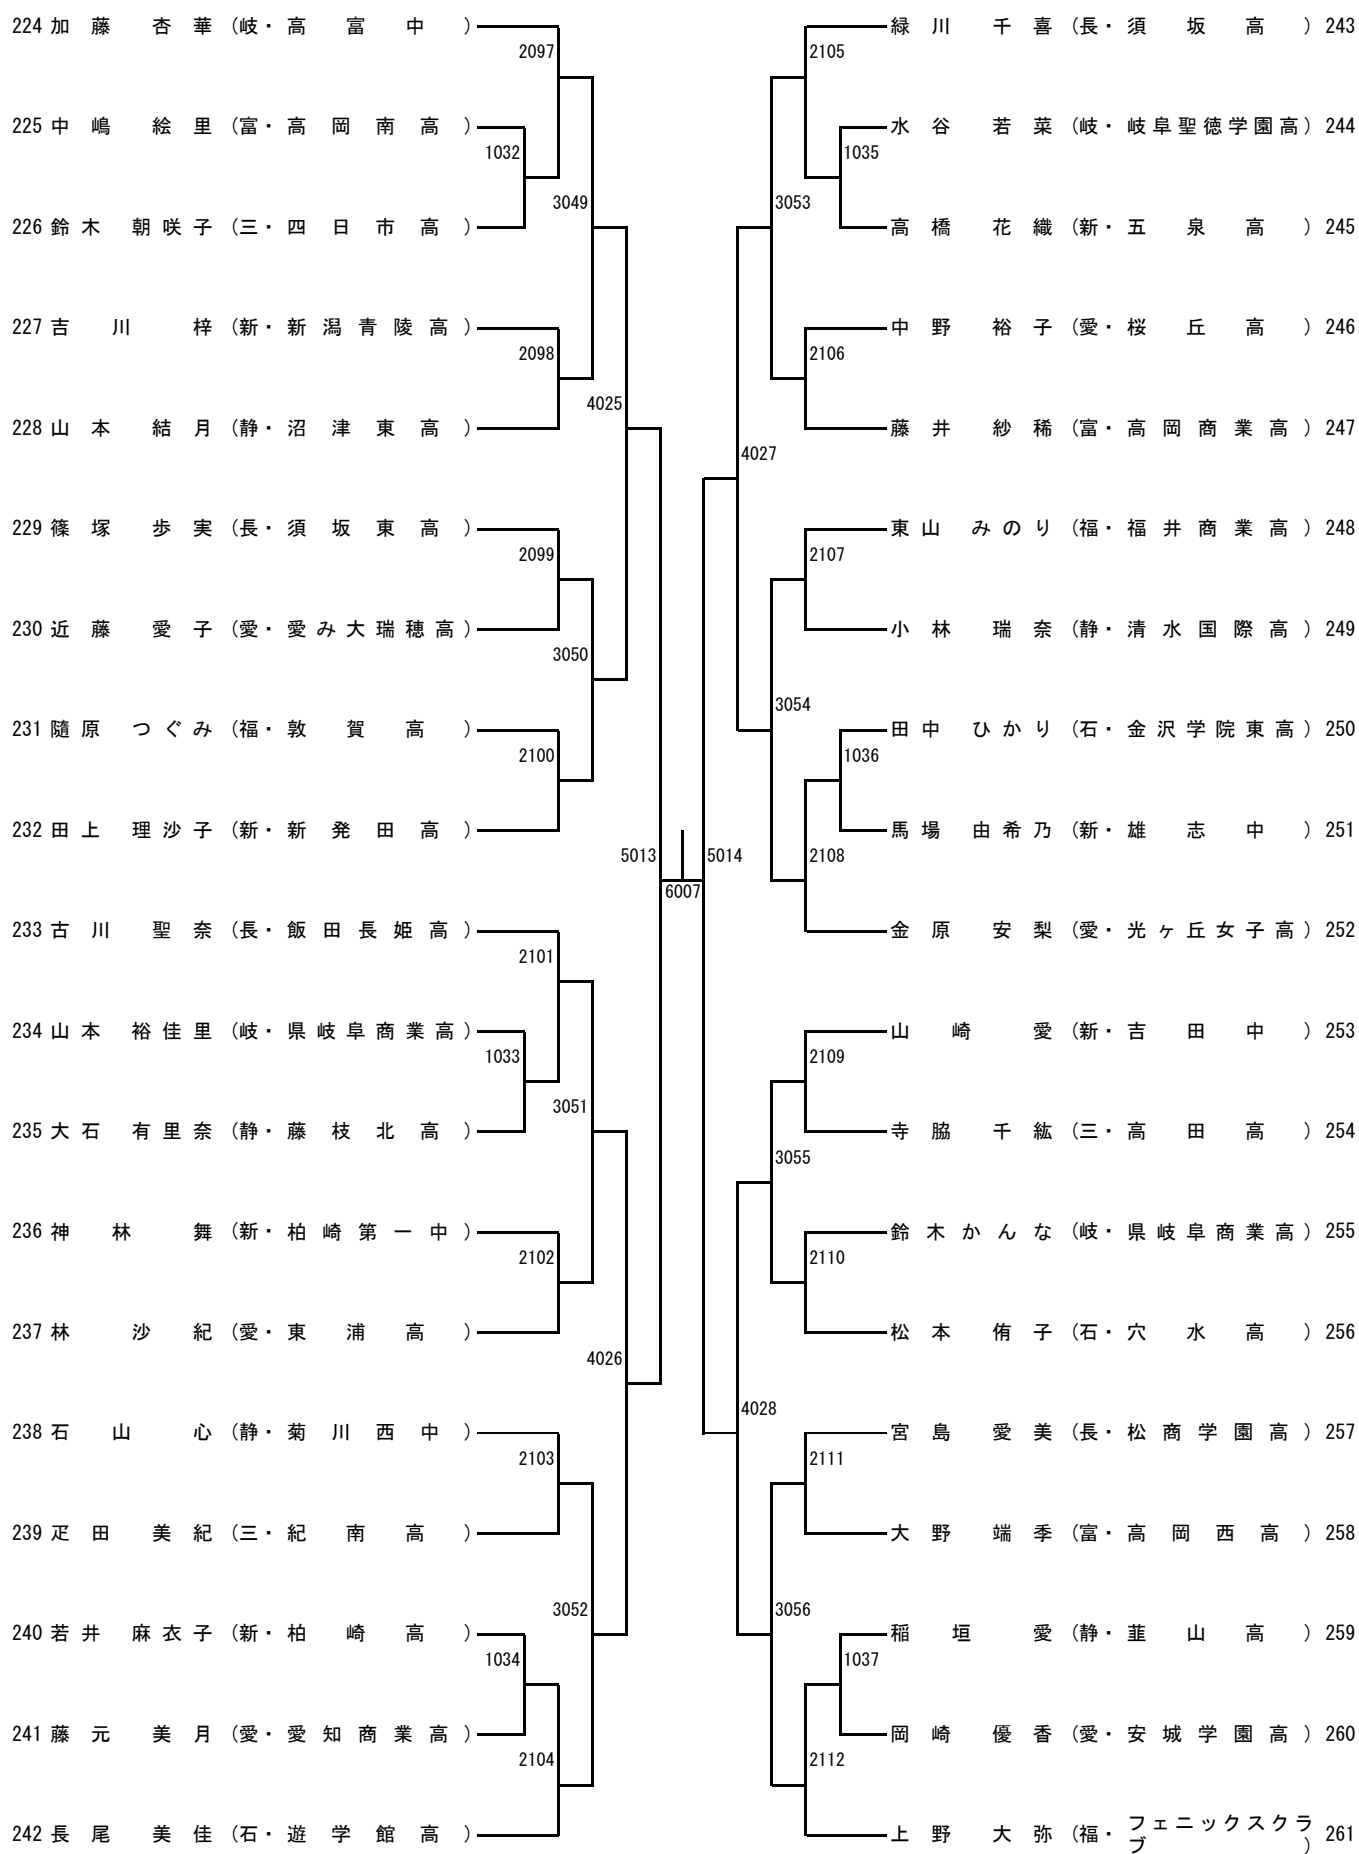 224 加藤 杏華 (岐・高富中)
2097
225 中嶋 絵里 (富・高岡南高)
1032
3049
226 鈴木 朝咲子 (三・四日市高)
227 吉川 梓 (新・新潟青陵高)
2098
4025
228 山本 結月 (静・沼津東高)
229 篠塚 歩実 (長・須坂東高)
2099
230 近藤 愛子 (愛・愛み大瑞穂高)
3050
231 隨原 つぐみ (福・敦賀高)
2100
232 田上 理沙子 (新・新発田高)
5013
6007
233 古川 聖奈 (長・飯田長姫高)
2101
234 山本 裕佳里 (岐・県岐阜商業高)
1033
3051
235 大石 有里奈 (静・藤枝北高)
236 神林 舞 (新・柏崎第一中)
2102
237 林 沙紀 (愛・東浦高)
4026
238 石山 心 (静・菊川西中)
2103
239 疋田 美紀 (三・紀南高)
3052
240 若井 麻衣子 (新・柏崎高)
1034
241 藤元 美月 (愛・愛知商業高)
2104
242 長尾 美佳 (石・遊学館高)
緑川 千喜 (長・須坂高) 243
2105
水谷 若菜 (岐・岐阜聖徳学園高) 244
1035
3053
高橋 花織 (新・五泉高) 245
中野 裕子 (愛・桜丘高) 246
2106
藤井 紗稀 (富・高岡商業高) 247
4027
東山 みのり (福・福井商業高) 248
2107
小林 瑞奈 (静・清水国際高) 249
3054
田中 ひかり (石・金沢学院東高) 250
1036
馬場 由希乃 (新・雄志中) 251
5014
2108
金原 安梨 (愛・光ヶ丘女子高) 252
山崎 愛 (新・吉田中) 253
2109
寺脇 千紘 (三・高田高) 254
3055
鈴木かんな (岐・県岐阜商業高) 255
2110
松本 侑子 (石・穴水高) 256
4028
宮島 愛美 (長・松商学園高) 257
2111
大野 端季 (富・高岡西高) 258
3056
稲垣 愛 (静・韮山高) 259
1037
岡崎 優香 (愛・安城学園高) 260
2112
上野 大弥 (福・フェニックスクラブ) 261